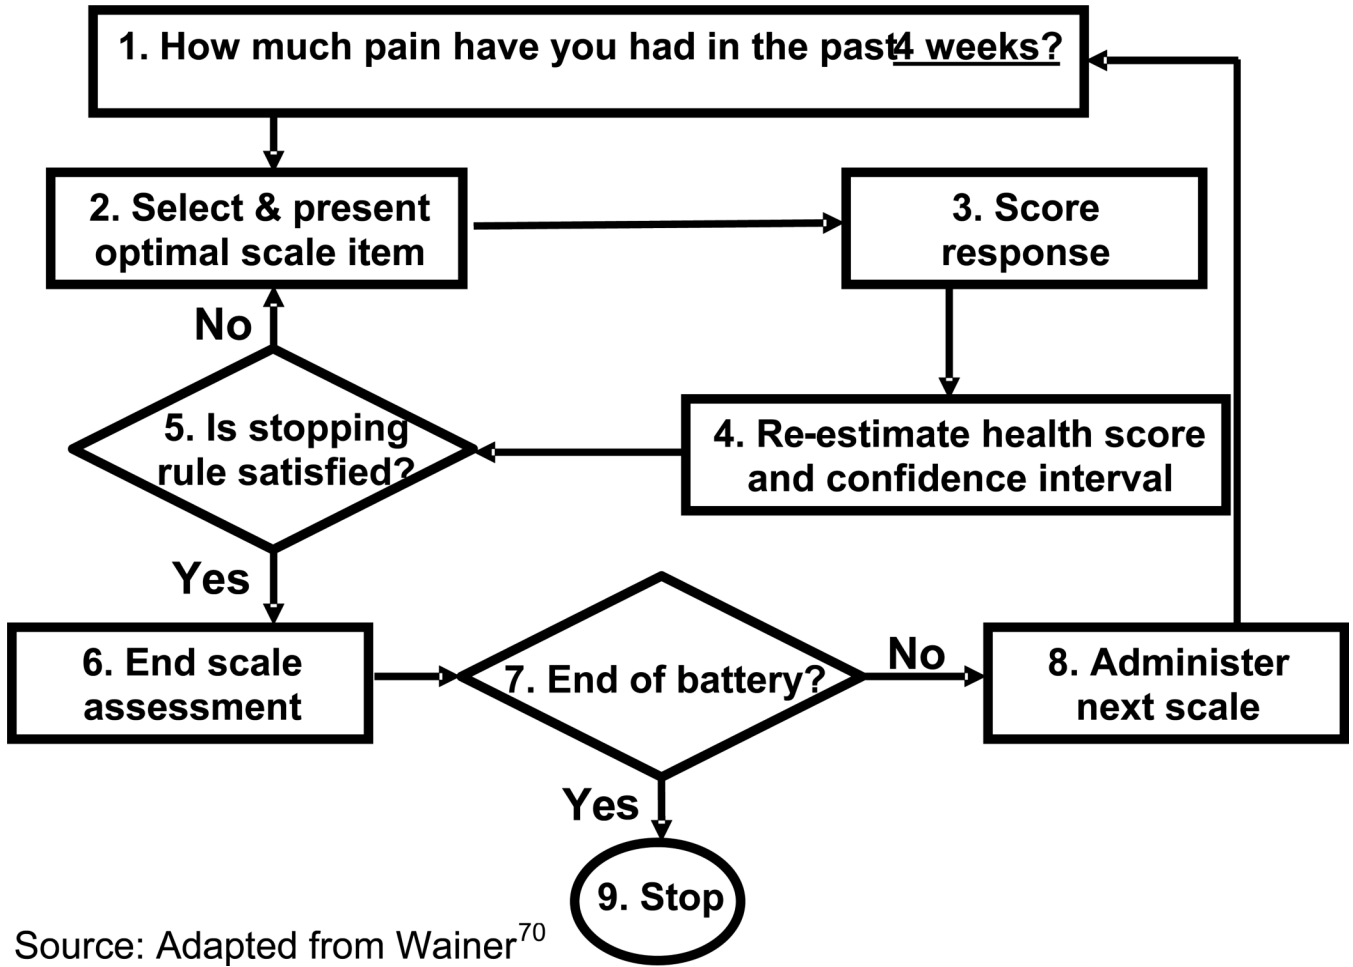 1. How much pain have you had in the past 4 weeks?
2. Select & present
optimal scale item
3. Score
response
No
5. Is stopping
rule satisfied?
4. Re-estimate health score
and confidence interval
Yes
6. End scale
assessment
7. End of battery?
No
8. Administer
next scale
Yes
9. Stop
Source: Adapted from Wainer70